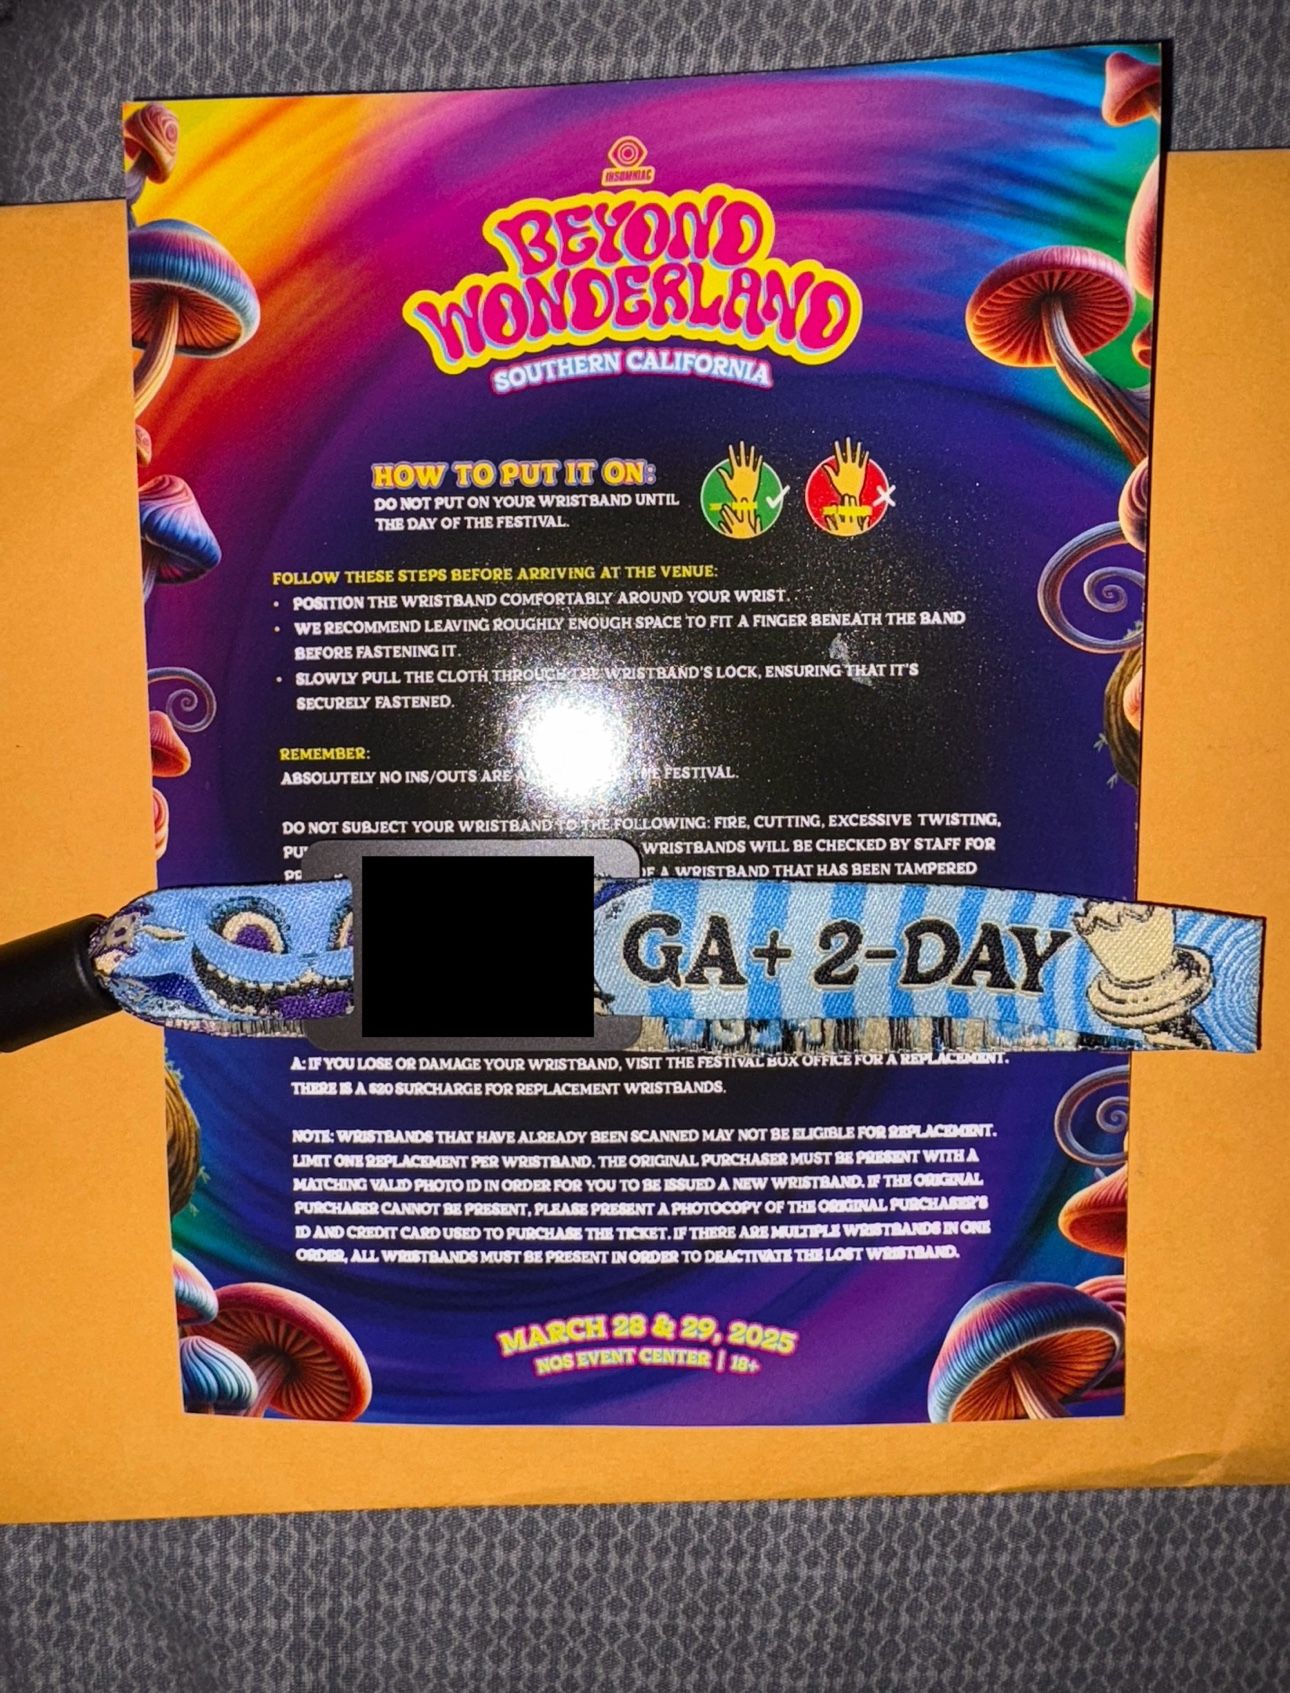 INSOMNIAC
BEYOND
WONDERLAND
SOUTHERN CALIFORNIA
HOW TO PUT IT ON:
DO NOT PUT ON YOUR WRISTBAND UNTIL
THE DAY OF THE FESTIVAL.
FOLLOW THESE STEPS BEFORE ARRIVING AT THE VENUE:
• POSITION THE WRISTBAND COMFORTABLY AROUND YOUR WRIST.
• WE RECOMMEND LEAVING ROUGHLY ENOUGH SPACE TO FIT A FINGER BENEATH THE BAND
BEFORE FASTENING IT.
• SLOWLY PULL THE CLOTH THROUGH THE WRISTBAND'S LOCK, ENSURING THAT IT'S
SECURELY FASTENED.
REMEMBER:
ABSOLUTELY NO INS/OUTS ARE FESTIVAL.
DO NOT SUBJECT YOUR WRISTBAND TO THE FOLLOWING: FIRE, CUTTING, EXCESSIVE TWISTING,
WRISTBANDS WILL BE CHECKED BY STAFF FOR
A WRISTBAND THAT HAS BEEN TAMPERED
GA+ 2-DAY
A: IF YOU LOSE OR DAMAGE YOUR WRISTBAND, VISIT THE FESTIVAL BOX OFFICE FOR A REPLACEMENT.
THERE IS A $20 SURCHARGE FOR REPLACEMENT WRISTBANDS.
NOTE: WRISTBANDS THAT HAVE ALREADY BEEN SCANNED MAY NOT BE ELIGIBLE FOR REPLACEMENT.
LIMIT ONE REPLACEMENT PER WRISTBAND. THE ORIGINAL PURCHASER MUST BE PRESENT WITH A
MATCHING VALID PHOTO ID IN ORDER FOR YOU TO BE ISSUED A NEW WRISTBAND. IF THE ORIGINAL
PURCHASER CANNOT BE PRESENT, PLEASE PRESENT A PHOTOCOPY OF THE ORIGINAL PURCHASER'S
ID AND CREDIT CARD USED TO PURCHASE THE TICKET. IF THERE ARE MULTIPLE WRISTBANDS IN ONE
ORDER, ALL WRISTBANDS MUST BE PRESENT IN ORDER TO DEACTIVATE THE LOST WRISTBAND.
MARCH 28 & 29, 2025
NOS EVENT CENTER | 18+